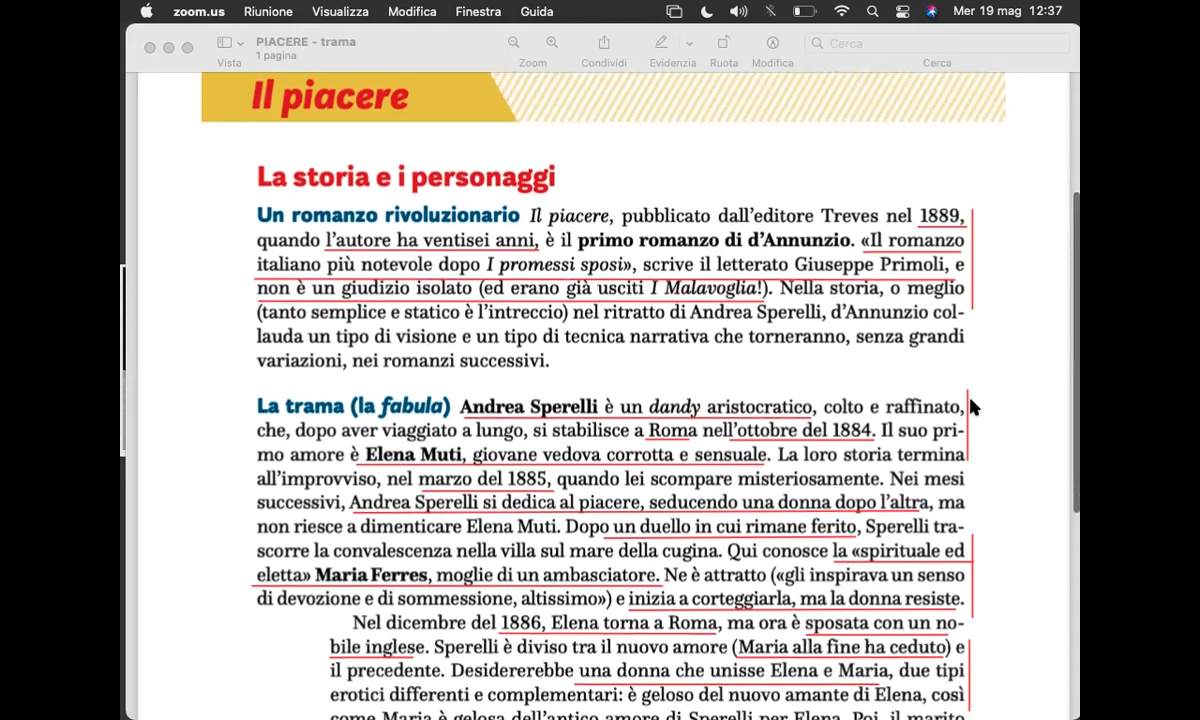 zoom.us Riunione Visualizza Modifica Finestra Guida Mer 19 mag 12:37
PIACERE - trama
1 pagina
Cerca
Vista Zoom Condividi Evidenzia Ruota Modifica Cerca
Il piacere
La storia e i personaggi
Un romanzo rivoluzionario Il piacere, pubblicato dall'editore Treves nel 1889,
quando l'autore ha ventisei anni, è il primo romanzo di d'Annunzio. «Il romanzo
italiano più notevole dopo I promessi sposi», scrive il letterato Giuseppe Primoli, e
non è un giudizio isolato (ed erano già usciti I Malavoglia!). Nella storia, o meglio
(tanto semplice e statico è l'intreccio) nel ritratto di Andrea Sperelli, d'Annunzio col-
lauda un tipo di visione e un tipo di tecnica narrativa che torneranno, senza grandi
variazioni, nei romanzi successivi.
La trama (la fabula) Andrea Sperelli è un dandy aristocratico, colto e raffinato,
che, dopo aver viaggiato a lungo, si stabilisce a Roma nell'ottobre del 1884. Il suo pri-
mo amore è Elena Muti, giovane vedova corrotta e sensuale. La loro storia termina
all'improvviso, nel marzo del 1885, quando lei scompare misteriosamente. Nei mesi
successivi, Andrea Sperelli si dedica al piacere, seducendo una donna dopo l'altra, ma
non riesce a dimenticare Elena Muti. Dopo un duello in cui rimane ferito, Sperelli tra-
scorre la convalescenza nella villa sul mare della cugina. Qui conosce la «spirituale ed
eletta» Maria Ferres, moglie di un ambasciatore. Ne è attratto («gli inspirava un senso
di devozione e di sommessione, altissimo») e inizia a corteggiarla, ma la donna resiste.
Nel dicembre del 1886, Elena torna a Roma, ma ora è sposata con un no-
bile inglese. Sperelli è diviso tra il nuovo amore (Maria alla fine ha ceduto) e
il precedente. Desidererebbe una donna che unisse Elena e Maria, due tipi
erotici differenti e complementari: è geloso del nuovo amante di Elena, così
come Maria è gelosa dell'antico amore di Sperelli per Elena. Poi, il marito